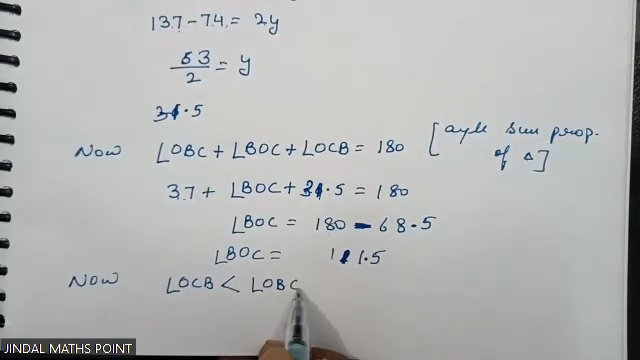 137-74 = 2y
63/2 = y
31.5
Now ∠OBC + ∠BOC + ∠OCB = 180 [angle sum prop. of Δ]
37 + ∠BOC + 31.5 = 180
∠BOC = 180 - 68.5
∠BOC = 111.5
Now ∠OCB < ∠OBC
JINDAL MATHS POINT